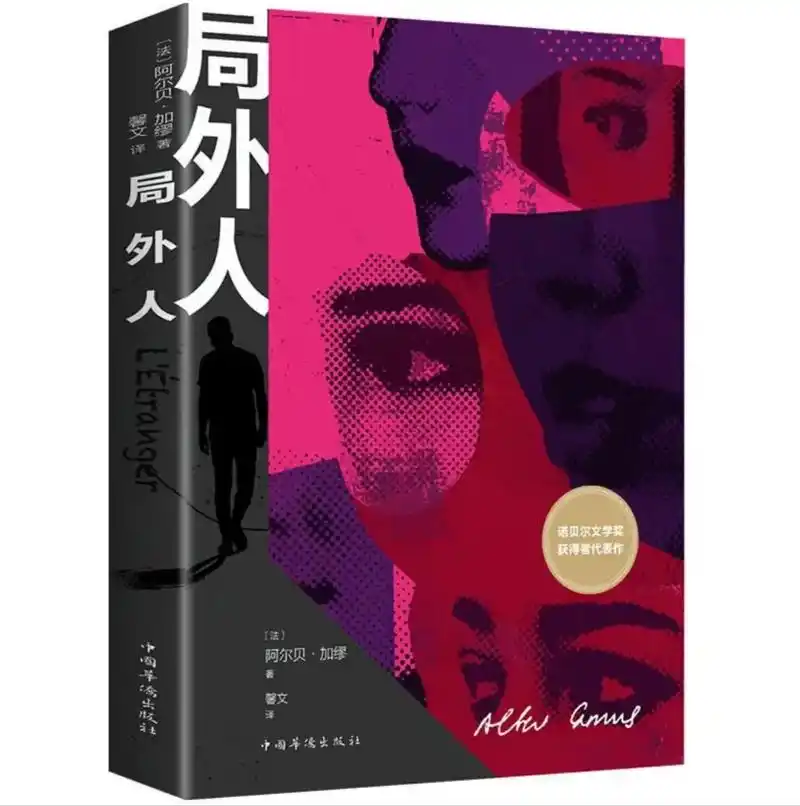 [法]阿尔贝·加缪 著
馨文 译
局外人
L'Étranger
中国华侨出版社
局外人
诺贝尔文学奖
获得者代表作
[法]
阿尔贝·加缪
著
馨文
译
中国华侨出版社
Albert Camus